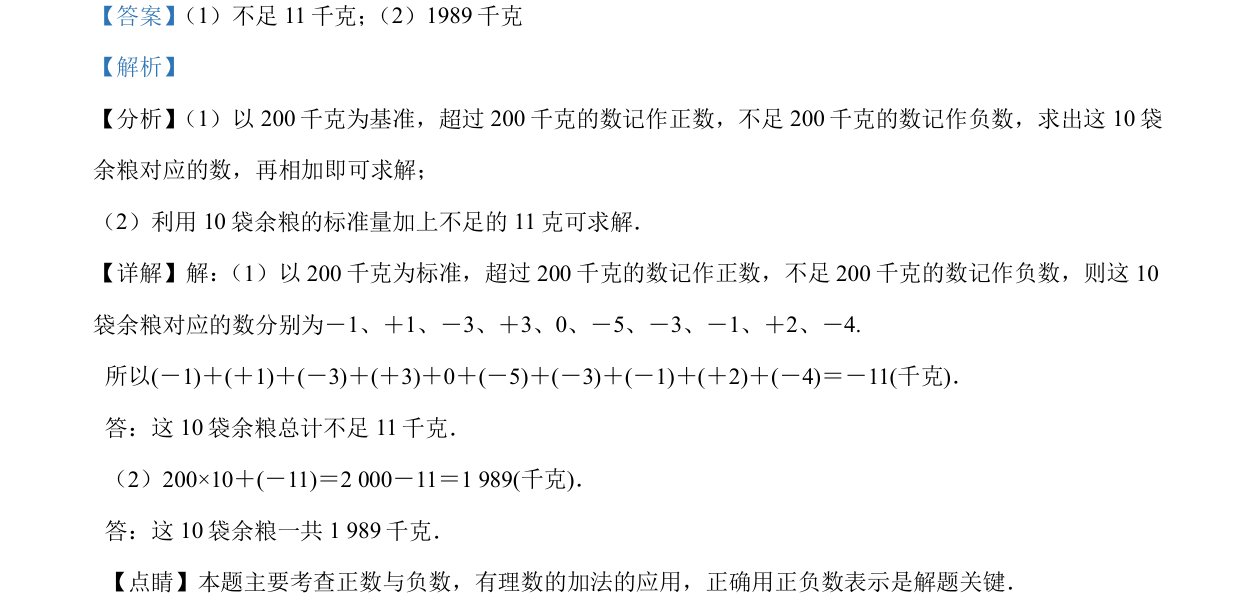 【答案】（1）不足 11 千克；（2）1989 千克
【解析】
【分析】（1）以 200 千克为基准，超过 200 千克的数记作正数，不足 200 千克的数记作负数，求出这 10 袋
余粮对应的数，再相加即可求解；
（2）利用 10 袋余粮的标准量加上不足的 11 克可求解．
【详解】解：（1）以 200 千克为标准，超过 200 千克的数记作正数，不足 200 千克的数记作负数，则这 10
袋余粮对应的数分别为－1、＋1、－3、＋3、0、－5、－3、－1、＋2、－4.
所以(－1)＋(＋1)＋(－3)＋(＋3)＋0＋(－5)＋(－3)＋(－1)＋(＋2)＋(－4)＝－11(千克)．
答：这 10 袋余粮总计不足 11 千克．
（2）200×10＋(－11)＝2 000－11＝1 989(千克)．
答：这 10 袋余粮一共 1 989 千克．
【点睛】本题主要考查正数与负数，有理数的加法的应用，正确用正负数表示是解题关键．